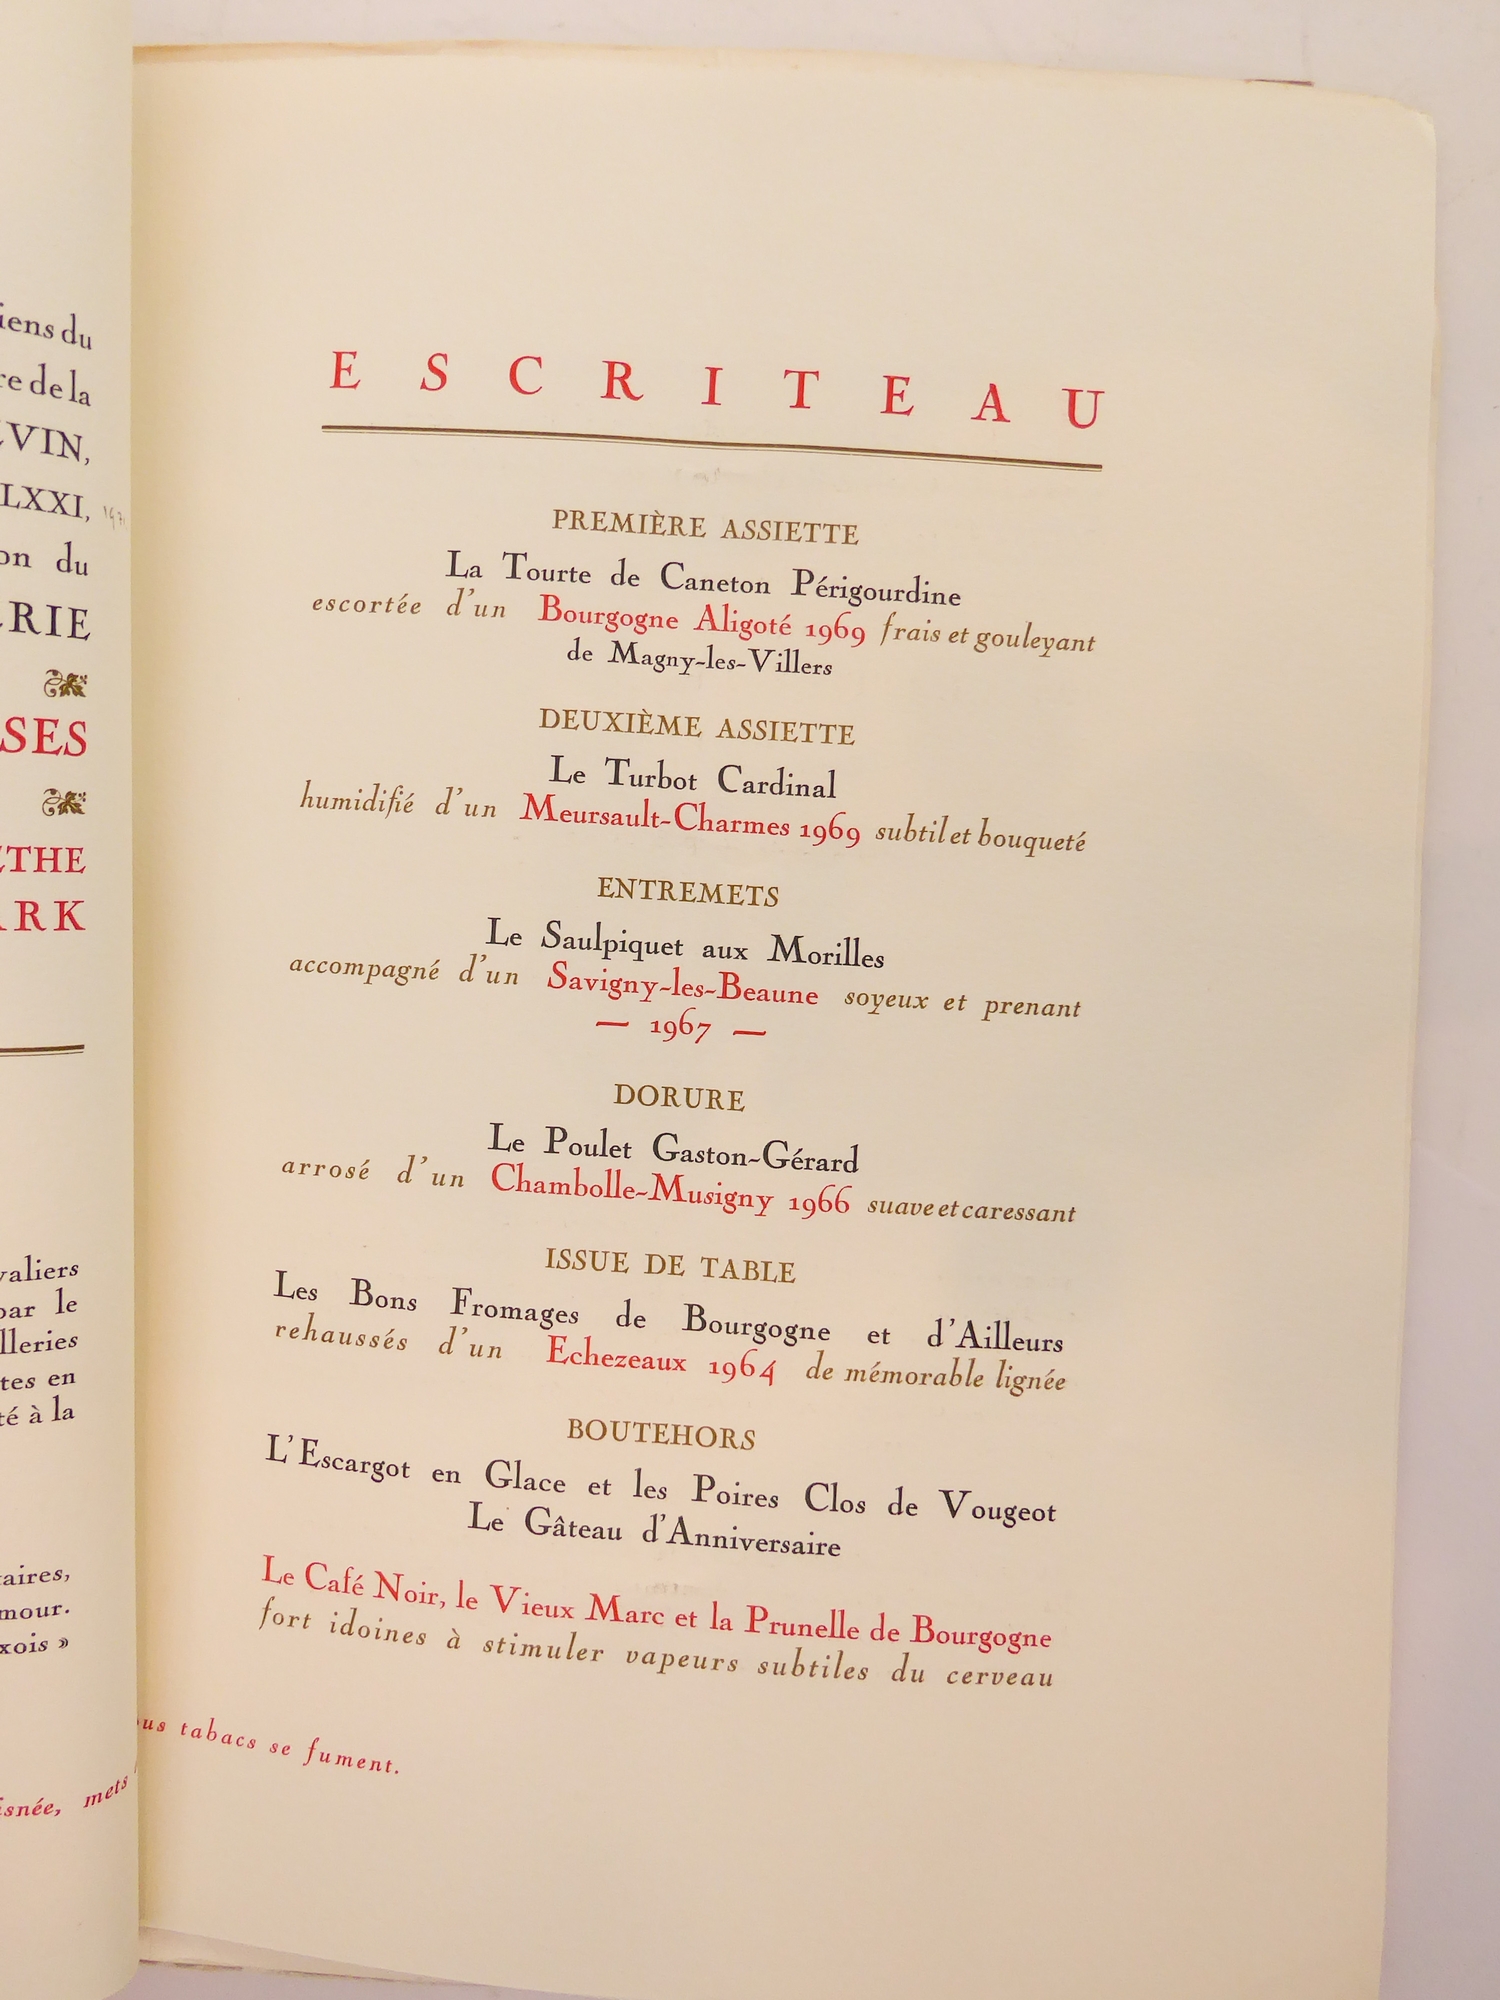 iens du
re de la
VIN,
LXXI,
on du
RIE
SES
THE
ARK
valiers
par le
lleries
tes en
té à la
aires,
mour.
xois »
ous tabacs se fument.
isnée, mets
ESCRITEAU
PREMIÈRE ASSIETTE
La Tourte de Caneton Périgourdine
escortée d'un Bourgogne Aligoté 1969 frais et gouleyant
de Magny-les-Villers
DEUXIÈME ASSIETTE
Le Turbot Cardinal
humidifié d'un Meursault-Charmes 1969 subtil et bouqueté
ENTREMETS
Le Saulpiquet aux Morilles
accompagné d'un Savigny-les-Beaune soyeux et prenant
— 1967 —
DORURE
Le Poulet Gaston-Gérard
arrosé d'un Chambolle-Musigny 1966 suave et caressant
ISSUE DE TABLE
Les Bons Fromages de Bourgogne et d'Ailleurs
rehaussés d'un Echezeaux 1964 de mémorable lignée
BOUTEHORS
L'Escargot en Glace et les Poires Clos de Vougeot
Le Gâteau d'Anniversaire
Le Café Noir, le Vieux Marc et la Prunelle de Bourgogne
fort idoines à stimuler vapeurs subtiles du cerveau